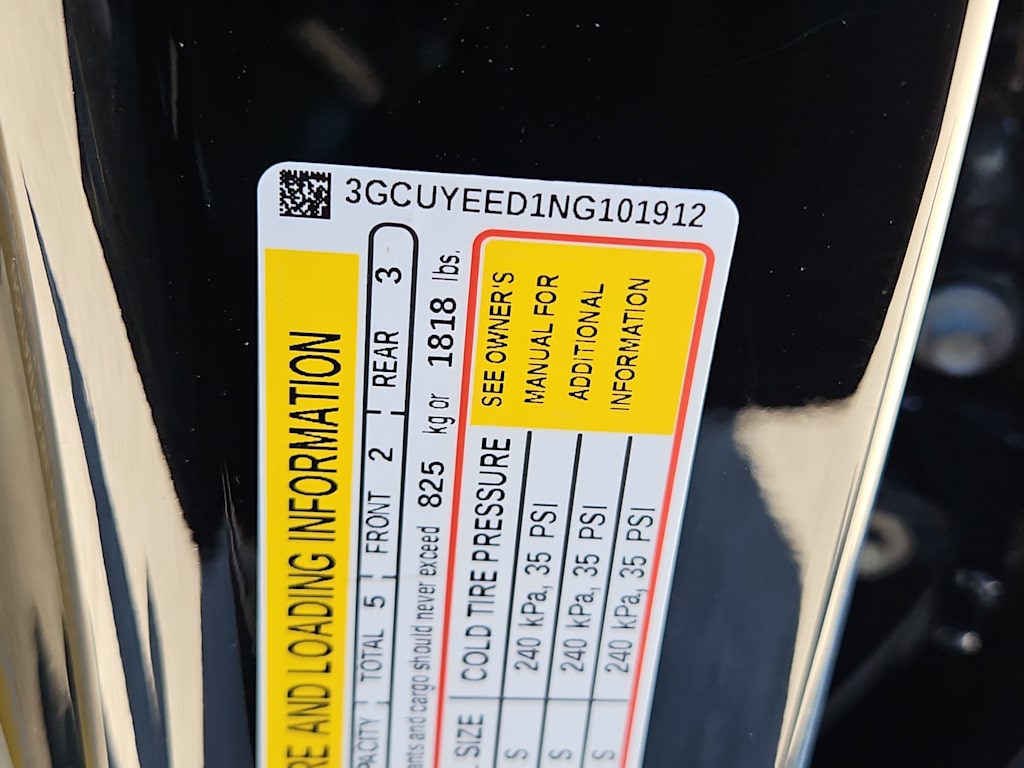 3GCUYEED1NG101912
RE AND LOADING INFORMATION
PACITY TOTAL 5 FRONT 2 REAR 3
ants and cargo should never exceed 825 kg or 1818 lbs.
SIZE COLD TIRE PRESSURE
S 240 kPa, 35 PSI
S 240 kPa, 35 PSI
S 240 kPa, 35 PSI
SEE OWNER'S
MANUAL FOR
ADDITIONAL
INFORMATION